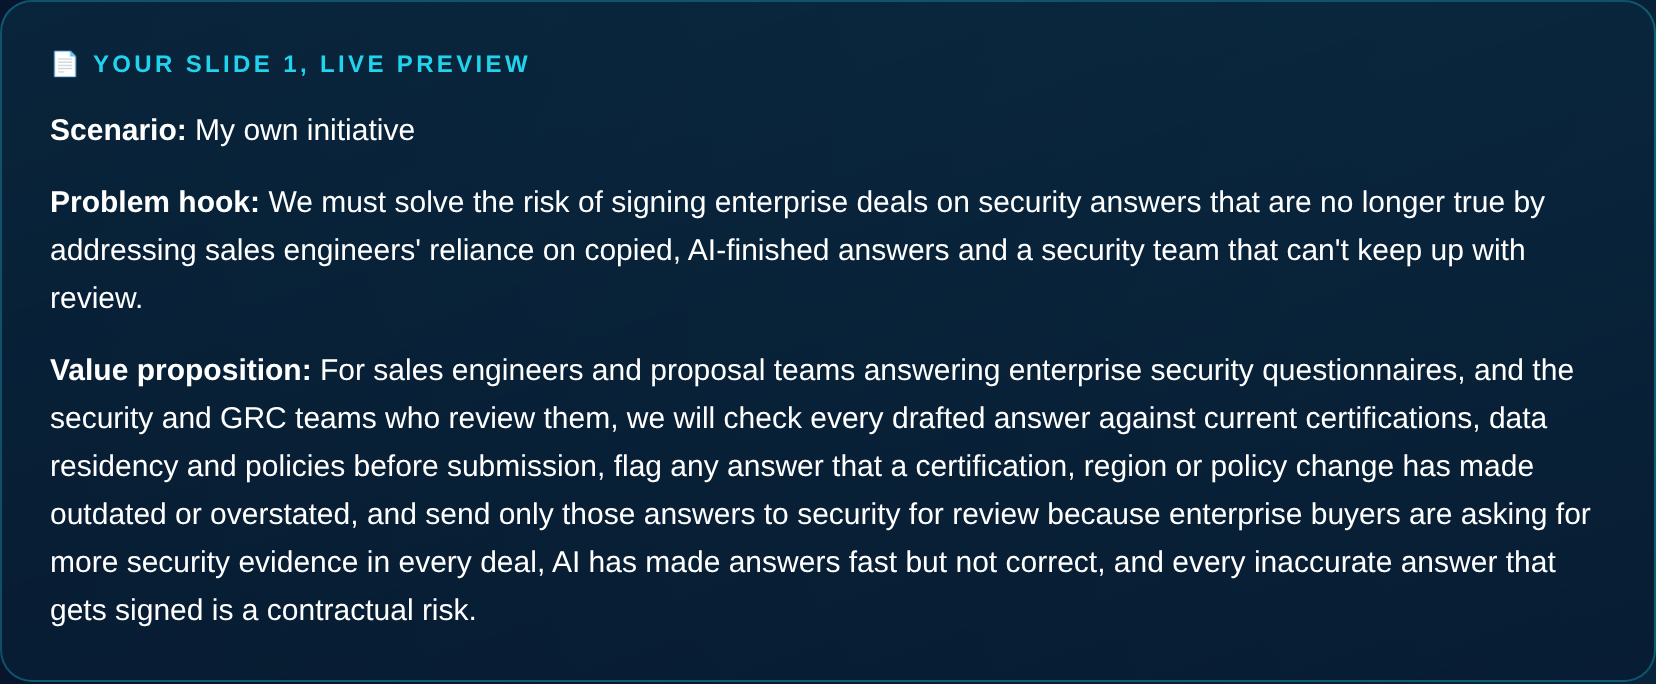 YOUR SLIDE 1, LIVE PREVIEW
Scenario: My own initiative
Problem hook: We must solve the risk of signing enterprise deals on security answers that are no longer true by
addressing sales engineers' reliance on copied, AI-finished answers and a security team that can't keep up with
review.
Value proposition: For sales engineers and proposal teams answering enterprise security questionnaires, and the
security and GRC teams who review them, we will check every drafted answer against current certifications, data
residency and policies before submission, flag any answer that a certification, region or policy change has made
outdated or overstated, and send only those answers to security for review because enterprise buyers are asking for
more security evidence in every deal, AI has made answers fast but not correct, and every inaccurate answer that
gets signed is a contractual risk.